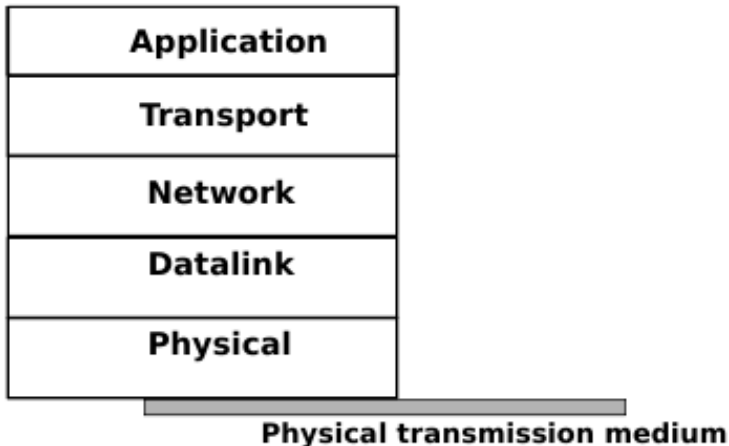 Application
Transport
Network
Datalink
Physical
Physical transmission medium